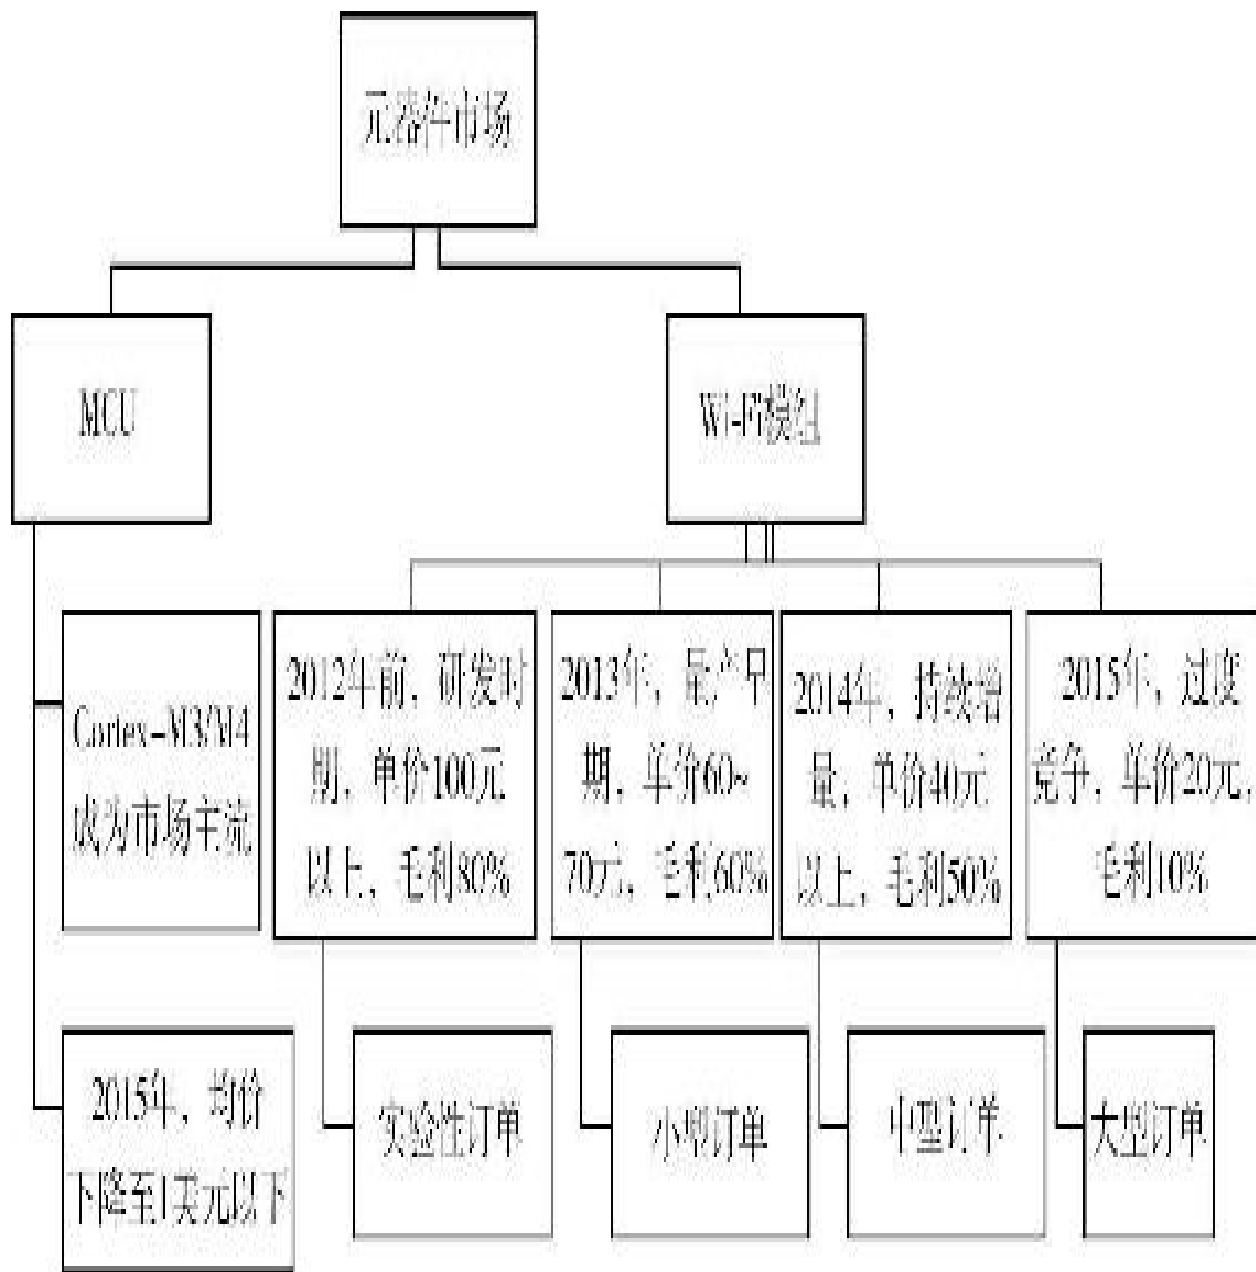 元器件市场
MCU
Wi-Fi模组
Cortex-M3/M4
成为市场主流
2012年前，研发时
期，单价100元
以上，毛利80%
2013年，量产早
期，单价60~
70元，毛利60%
2014年，持续增
量，单价40元
以上，毛利50%
2015年，过度
竞争，单价20元，
毛利10%
2015年，均价
下降至1美元以下
实验性订单
小型订单
中型订单
大型订单